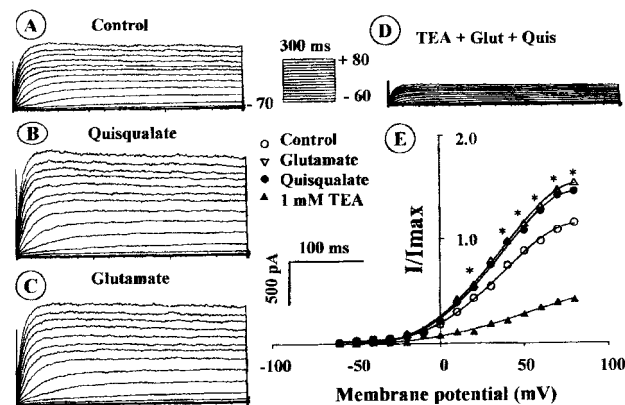 A
Control
300 ms
+ 80
- 60
- 70
D
TEA + Glut + Quis
B
Quisqualate
C
Glutamate
100 ms
500 pA
E
Control
Glutamate
Quisqualate
1 mM TEA
2.0
1.0
I/Imax
* * * * * * *
-100 -50 0 50 100
Membrane potential (mV)